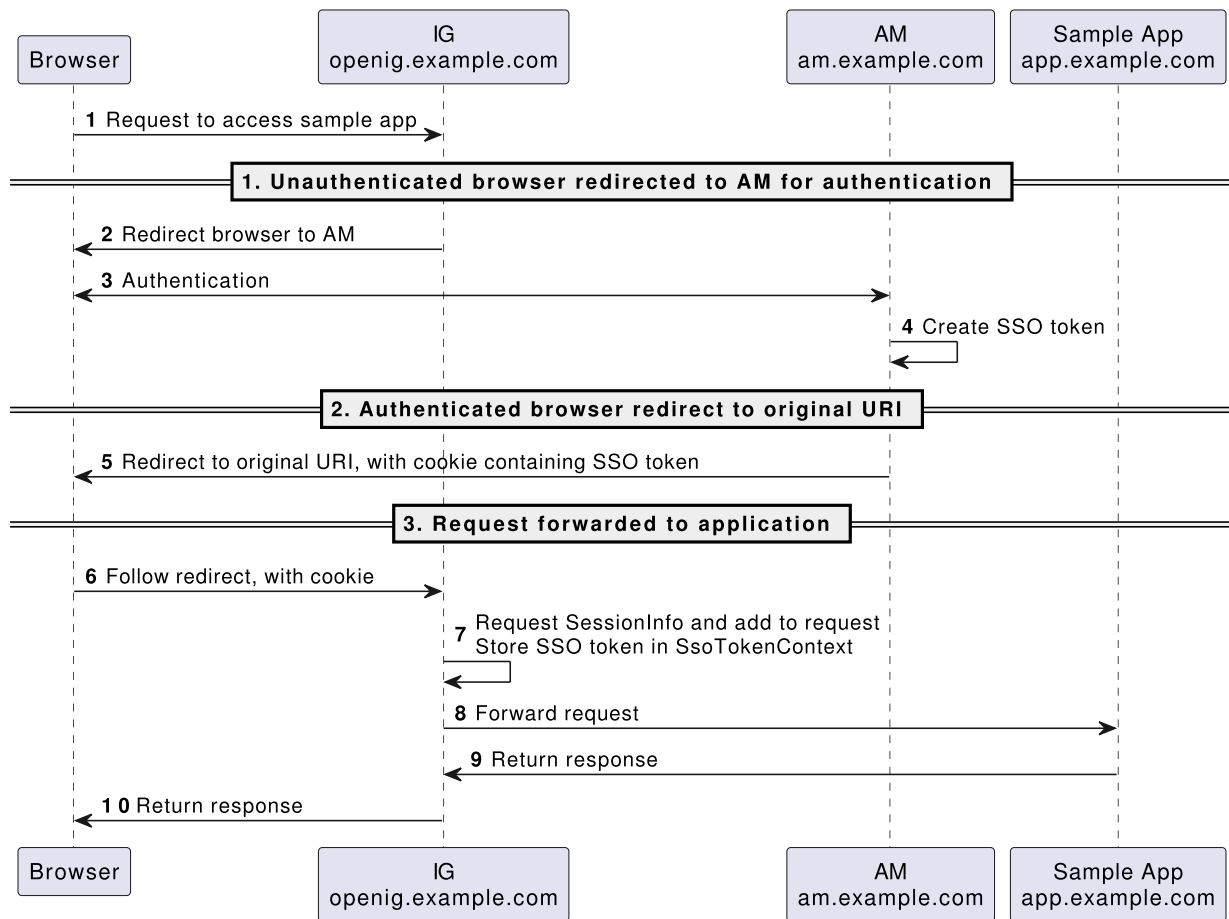 Browser
IG
openig.example.com
AM
am.example.com
Sample App
app.example.com
1 Request to access sample app
1. Unauthenticated browser redirected to AM for authentication
2 Redirect browser to AM
3 Authentication
4 Create SSO token
2. Authenticated browser redirect to original URI
5 Redirect to original URI, with cookie containing SSO token
3. Request forwarded to application
6 Follow redirect, with cookie
7 Request SessionInfo and add to request
Store SSO token in SsoTokenContext
8 Forward request
9 Return response
10 Return response
Browser
IG
openig.example.com
AM
am.example.com
Sample App
app.example.com